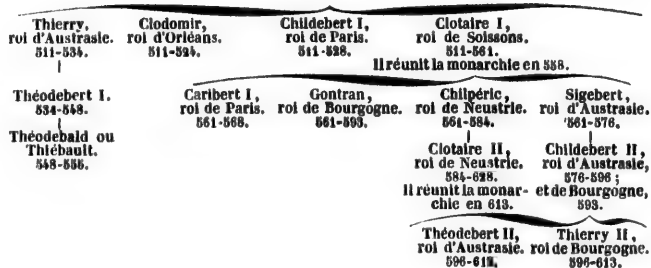 Thierry,
roi d'Austrasie.
511-534.
Clodomir,
roi d'Orléans.
511-524.
Childebert I,
roi de Paris.
511-528.
Clotaire I,
roi de Soissons.
511-561.
Il réunit la monarchie en 558.
Théodebert I.
534-548.
Théodebald ou
Thiébault.
548-555.
Caribert I,
roi de Paris.
561-568.
Gontran,
roi de Bourgogne.
561-593.
Chilpéric,
roi de Neustrie.
561-584.
Sigebert,
roi d'Austrasie.
561-576.
Clotaire II,
roi de Neustrie.
584-628.
Il réunit la monar-
chie en 613.
Childebert II,
roi d'Austrasie,
576-596 ;
et de Bourgogne,
593.
Théodebert II,
roi d'Austrasie.
596-612.
Thierry II,
roi de Bourgogne.
596-613.